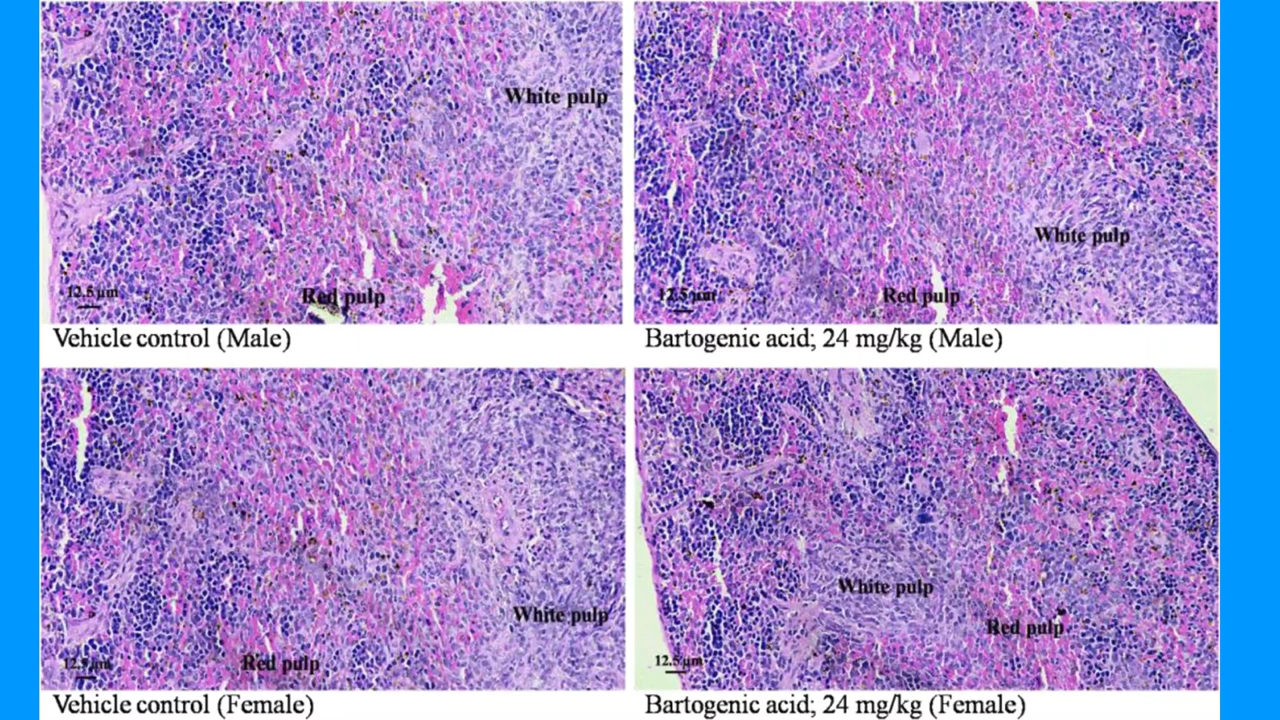 White pulp
12.5 µm
Red pulp
Vehicle control (Male)
White pulp
12.5 µm
Red pulp
Bartogenic acid; 24 mg/kg (Male)
White pulp
12.5 µm
Red pulp
Vehicle control (Female)
White pulp
Red pulp
12.5 µm
Bartogenic acid; 24 mg/kg (Female)